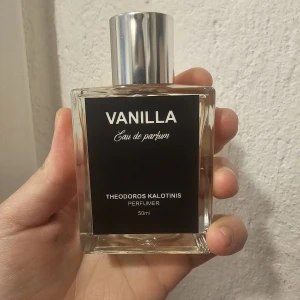 VANILLA
Eau de parfum
THEODOROS KALOTINIS
PERFUMER
50ml